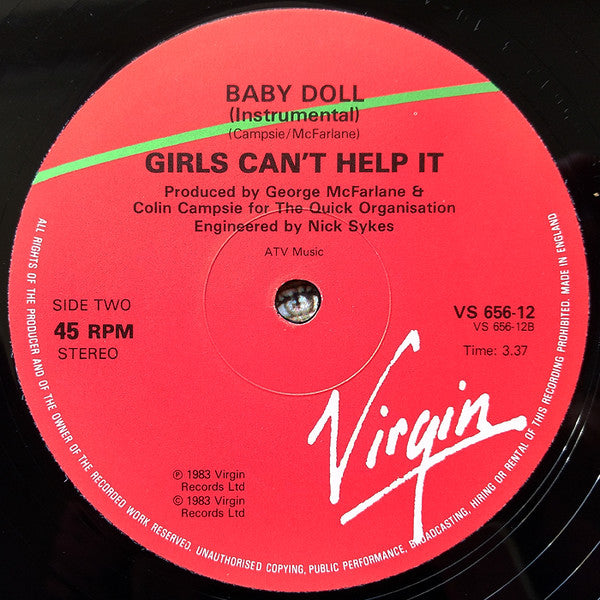 BABY DOLL
(Instrumental)
(Campsie/McFarlane)
GIRLS CAN'T HELP IT
Produced by George McFarlane &
Colin Campsie for The Quick Organisation
Engineered by Nick Sykes
ATV Music
SIDE TWO
45 RPM
STEREO
VS 656-12
VS 656-12B
Time: 3.37
Virgin
℗ 1983 Virgin
Records Ltd
© 1983 Virgin
Records Ltd
ALL RIGHTS OF THE PRODUCER AND OF THE OWNER OF THE RECORDED WORK RESERVED. UNAUTHORISED COPYING, PUBLIC PERFORMANCE, BROADCASTING, HIRING OR RENTAL OF THIS RECORDING PROHIBITED. MADE IN ENGLAND